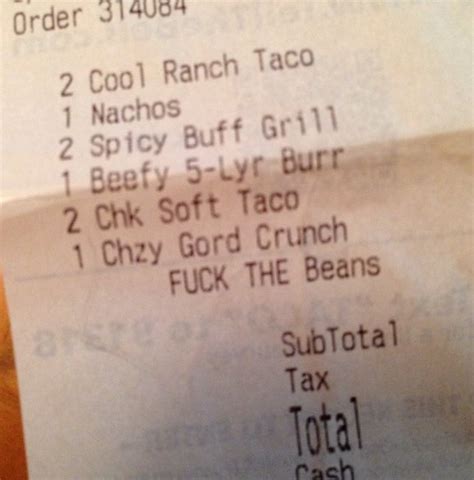 Order 314084
2 Cool Ranch Taco
1 Nachos
2 Spicy Buff Grill
1 Beefy 5-Lyr Burr
2 Chk Soft Taco
1 Chzy Gord Crunch
FUCK THE Beans
SubTotal
Tax
Total
Cash